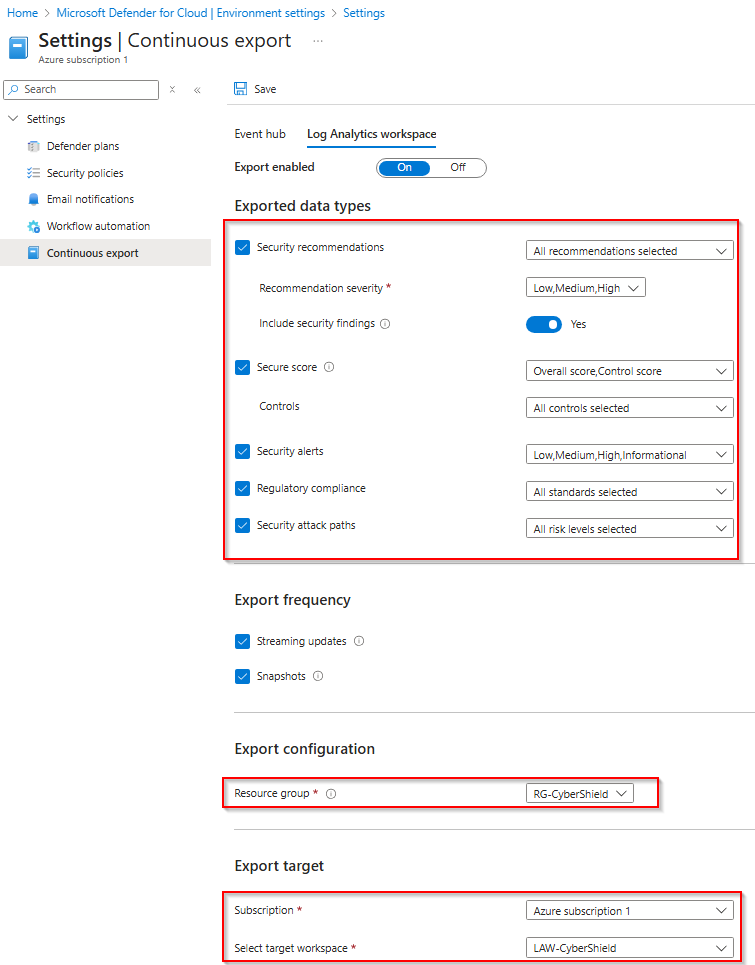 Home > Microsoft Defender for Cloud | Environment settings > Settings
Settings | Continuous export ...
Azure subscription 1
Search
Save
Settings
Defender plans
Security policies
Email notifications
Workflow automation
Continuous export
Event hub Log Analytics workspace
Export enabled On Off
Exported data types
Security recommendations All recommendations selected
Recommendation severity * Low,Medium,High
Include security findings Yes
Secure score Overall score,Control score
Controls All controls selected
Security alerts Low,Medium,High,Informational
Regulatory compliance All standards selected
Security attack paths All risk levels selected
Export frequency
Streaming updates
Snapshots
Export configuration
Resource group * RG-CyberShield
Export target
Subscription * Azure subscription 1
Select target workspace * LAW-CyberShield